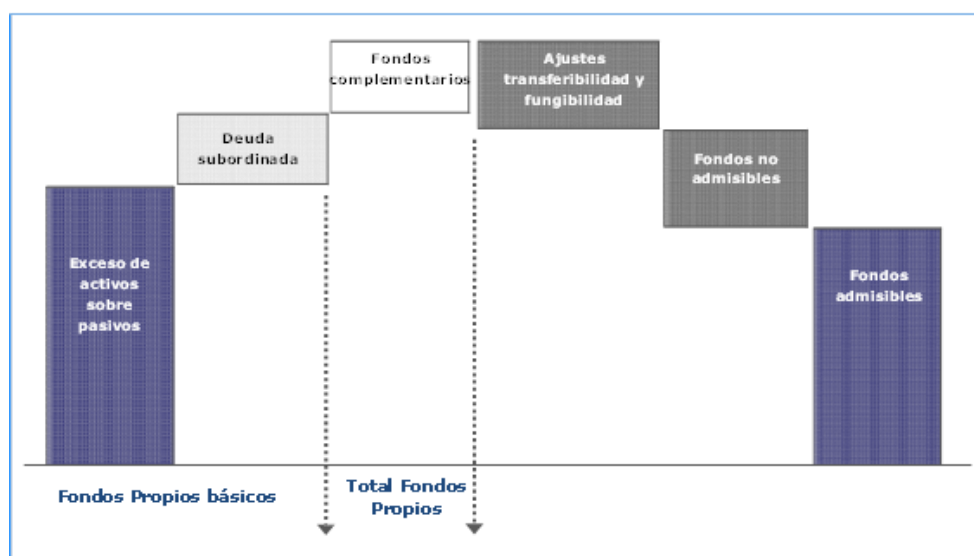 Fondos
complementarios
Ajustes
transferibilidad y
fungibilidad
Deuda
subordinada
Fondos no
admisibles
Exceso de
activos
sobre
pasivos
Fondos
admisibles
Fondos Propios básicos
Total Fondos
Propios